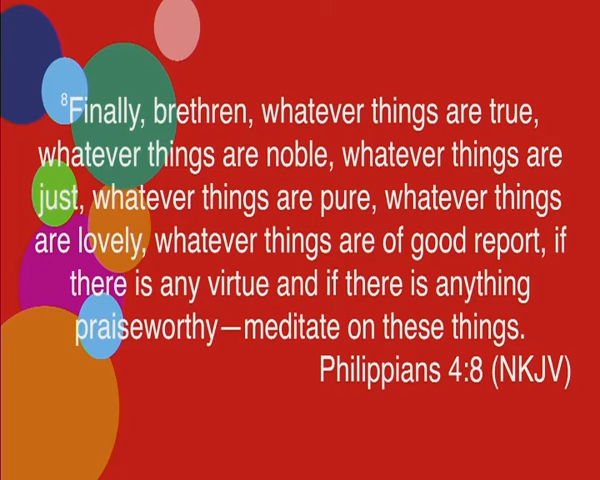 ⁸Finally, brethren, whatever things are true,
whatever things are noble, whatever things are
just, whatever things are pure, whatever things
are lovely, whatever things are of good report, if
there is any virtue and if there is anything
praiseworthy—meditate on these things.
Philippians 4:8 (NKJV)